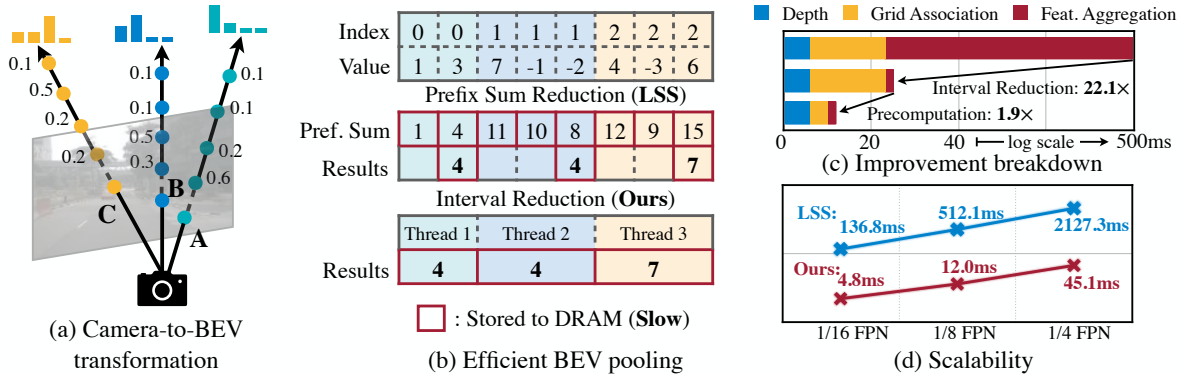 0.1
0.5
0.2
0.2
C
0.1
0.1
0.5
0.3
B
0.1
0.1
0.2
0.6
A
(a) Camera-to-BEV
transformation
Index 0 0 1 1 1 2 2 2
Value 1 3 7 -1 -2 4 -3 6
Prefix Sum Reduction (LSS)
Pref. Sum 1 4 11 10 8 12 9 15
Results 4 4 7
Interval Reduction (Ours)
Thread 1 Thread 2 Thread 3
Results 4 4 7
: Stored to DRAM (Slow)
(b) Efficient BEV pooling
Depth Grid Association Feat. Aggregation
Interval Reduction: 22.1×
Precomputation: 1.9×
0 20 40 log scale 500ms
(c) Improvement breakdown
LSS:
136.8ms 512.1ms 2127.3ms
Ours:
4.8ms 12.0ms 45.1ms
1/16 FPN 1/8 FPN 1/4 FPN
(d) Scalability